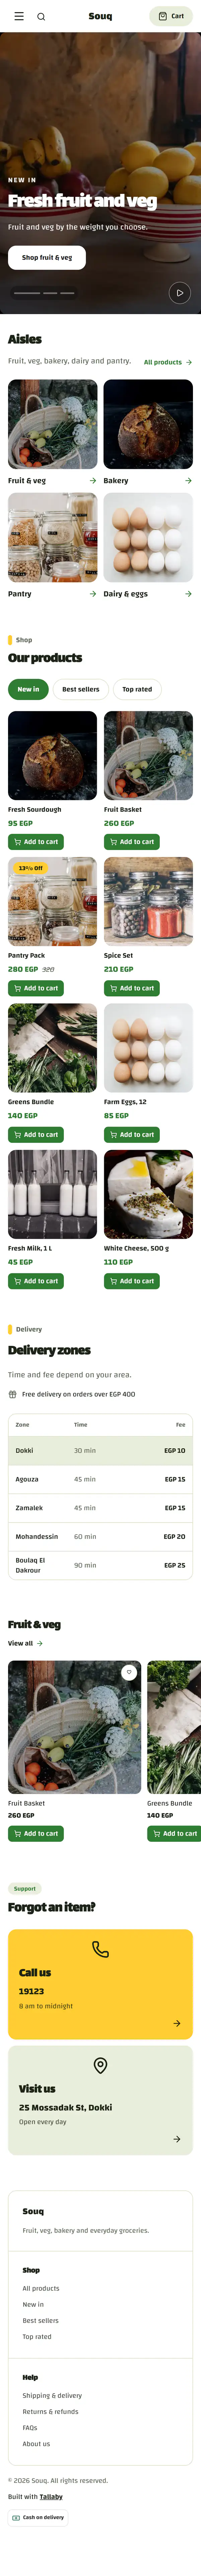 Souq
Cart
NEW IN
Fresh fruit and veg
Fruit and veg by the weight you choose.
Shop fruit & veg
Aisles
Fruit, veg, bakery, dairy and pantry.
All products
Fruit & veg
Bakery
Pantry
Dairy & eggs
Shop
Our products
New in
Best sellers
Top rated
Fresh Sourdough
95 EGP
Add to cart
Fruit Basket
260 EGP
Add to cart
13% Off
Pantry Pack
280 EGP 320
Add to cart
Spice Set
210 EGP
Add to cart
Greens Bundle
140 EGP
Add to cart
Farm Eggs, 12
85 EGP
Add to cart
Fresh Milk, 1 L
45 EGP
Add to cart
White Cheese, 500 g
110 EGP
Add to cart
Delivery
Delivery zones
Time and fee depend on your area.
Free delivery on orders over EGP 400
Zone Time Fee
Dokki 30 min EGP 10
Agouza 45 min EGP 15
Zamalek 45 min EGP 15
Mohandessin 60 min EGP 20
Boulaq El
Dakrour 90 min EGP 25
Fruit & veg
View all
Fruit Basket
260 EGP
Add to cart
Greens Bundle
140 EGP
Add to cart
Support
Forgot an item?
Call us
19123
8 am to midnight
Visit us
25 Mossadak St, Dokki
Open every day
Souq
Fruit, veg, bakery and everyday groceries.
Shop
All products
New in
Best sellers
Top rated
Help
Shipping & delivery
Returns & refunds
FAQs
About us
© 2026 Souq. All rights reserved.
Built with Tallaby
Cash on delivery